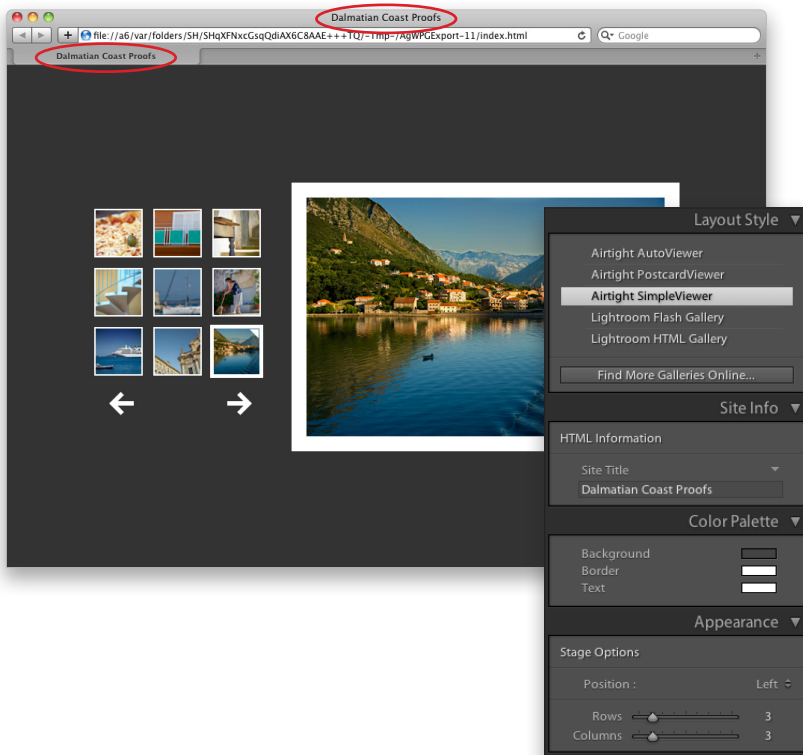 Dalmatian Coast Proofs
file://a6/var/folders/SH/SHqXFNxcGsqQdiAX6C8AAE+++TQ/-Tmp-/AgWPGExport-11/index.html
Google
Dalmatian Coast Proofs
Layout Style
Airtight AutoViewer
Airtight PostcardViewer
Airtight SimpleViewer
Lightroom Flash Gallery
Lightroom HTML Gallery
Find More Galleries Online...
Site Info
HTML Information
Site Title
Dalmatian Coast Proofs
Color Palette
Background
Border
Text
Appearance
Stage Options
Position : Left
Rows 3
Columns 3